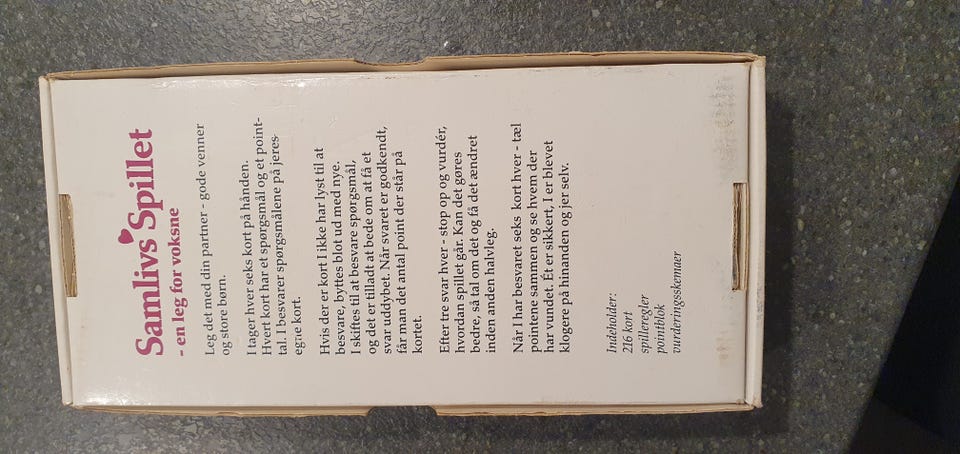 Samlivs Spillet
- en leg for voksne
Leg det med din partner - gode venner
og store børn.
I tager hver seks kort på hånden.
Hvert kort har et spørgsmål og et point-
tal. I besvarer spørgsmålene på jeres
egne kort.
Hvis der er kort I ikke har lyst til at
besvare, byttes blot ud med nye.
I skiftes til at besvare spørgsmål,
og det er tilladt at bede om at få et
svar uddybet. Når svaret er godkendt,
får man det antal point der står på
kortet.
Efter tre svar hver - stop op og vurdér,
hvordan spillet går. Kan det gøres
bedre, så tal om det og få det ændret
inden anden halvleg.
Når I har besvaret seks kort hver - tæl
pointene sammen og se hvem der
har vundet. Ét er sikkert, I er blevet
klogere på hinanden og jer selv.
Indeholder:
216 kort
spilleregler
pointblok
vurderingsskemaer